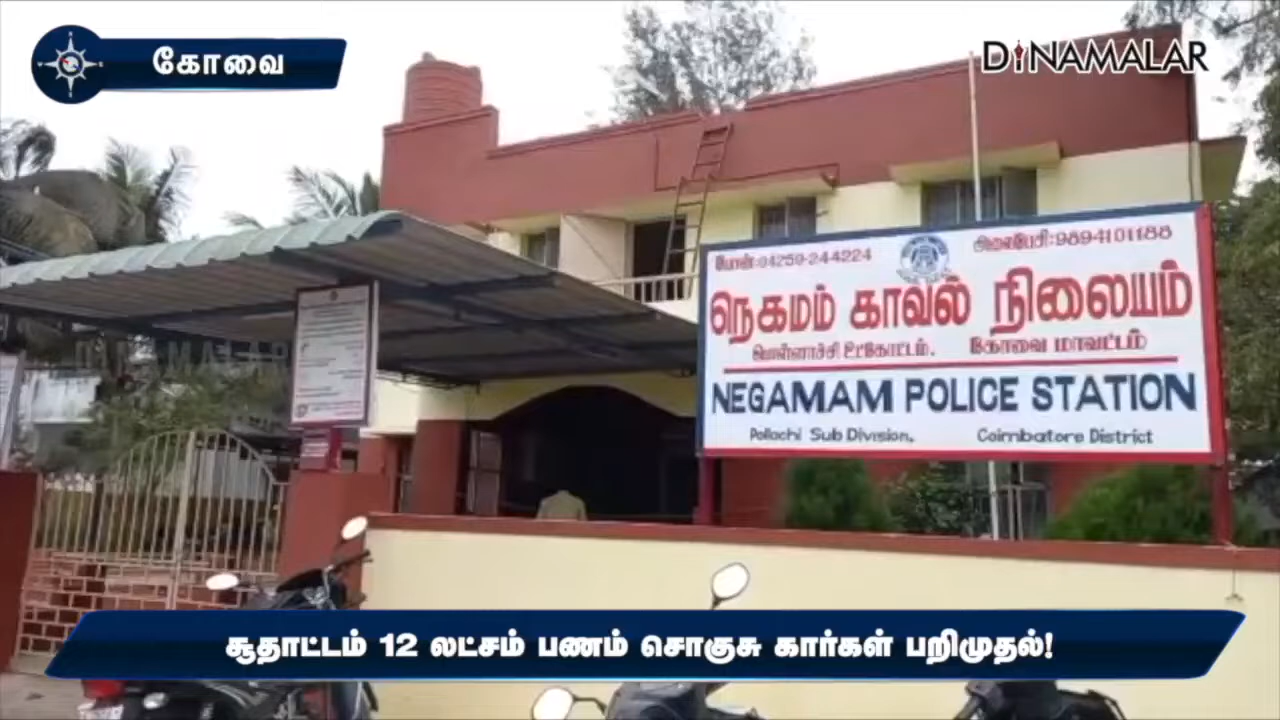 கோவை
DINAMALAR
போன்:04259-244224
அலைபேசி:9894101188
நெகமம் காவல் நிலையம்
பொள்ளாச்சி உட்கோட்டம். கோவை மாவட்டம்
NEGAMAM POLICE STATION
Pollachi Sub Division, Coimbatore District
DINAMALAR
சூதாட்டம் 12 லட்சம் பணம் சொகுசு கார்கள் பறிமுதல்!